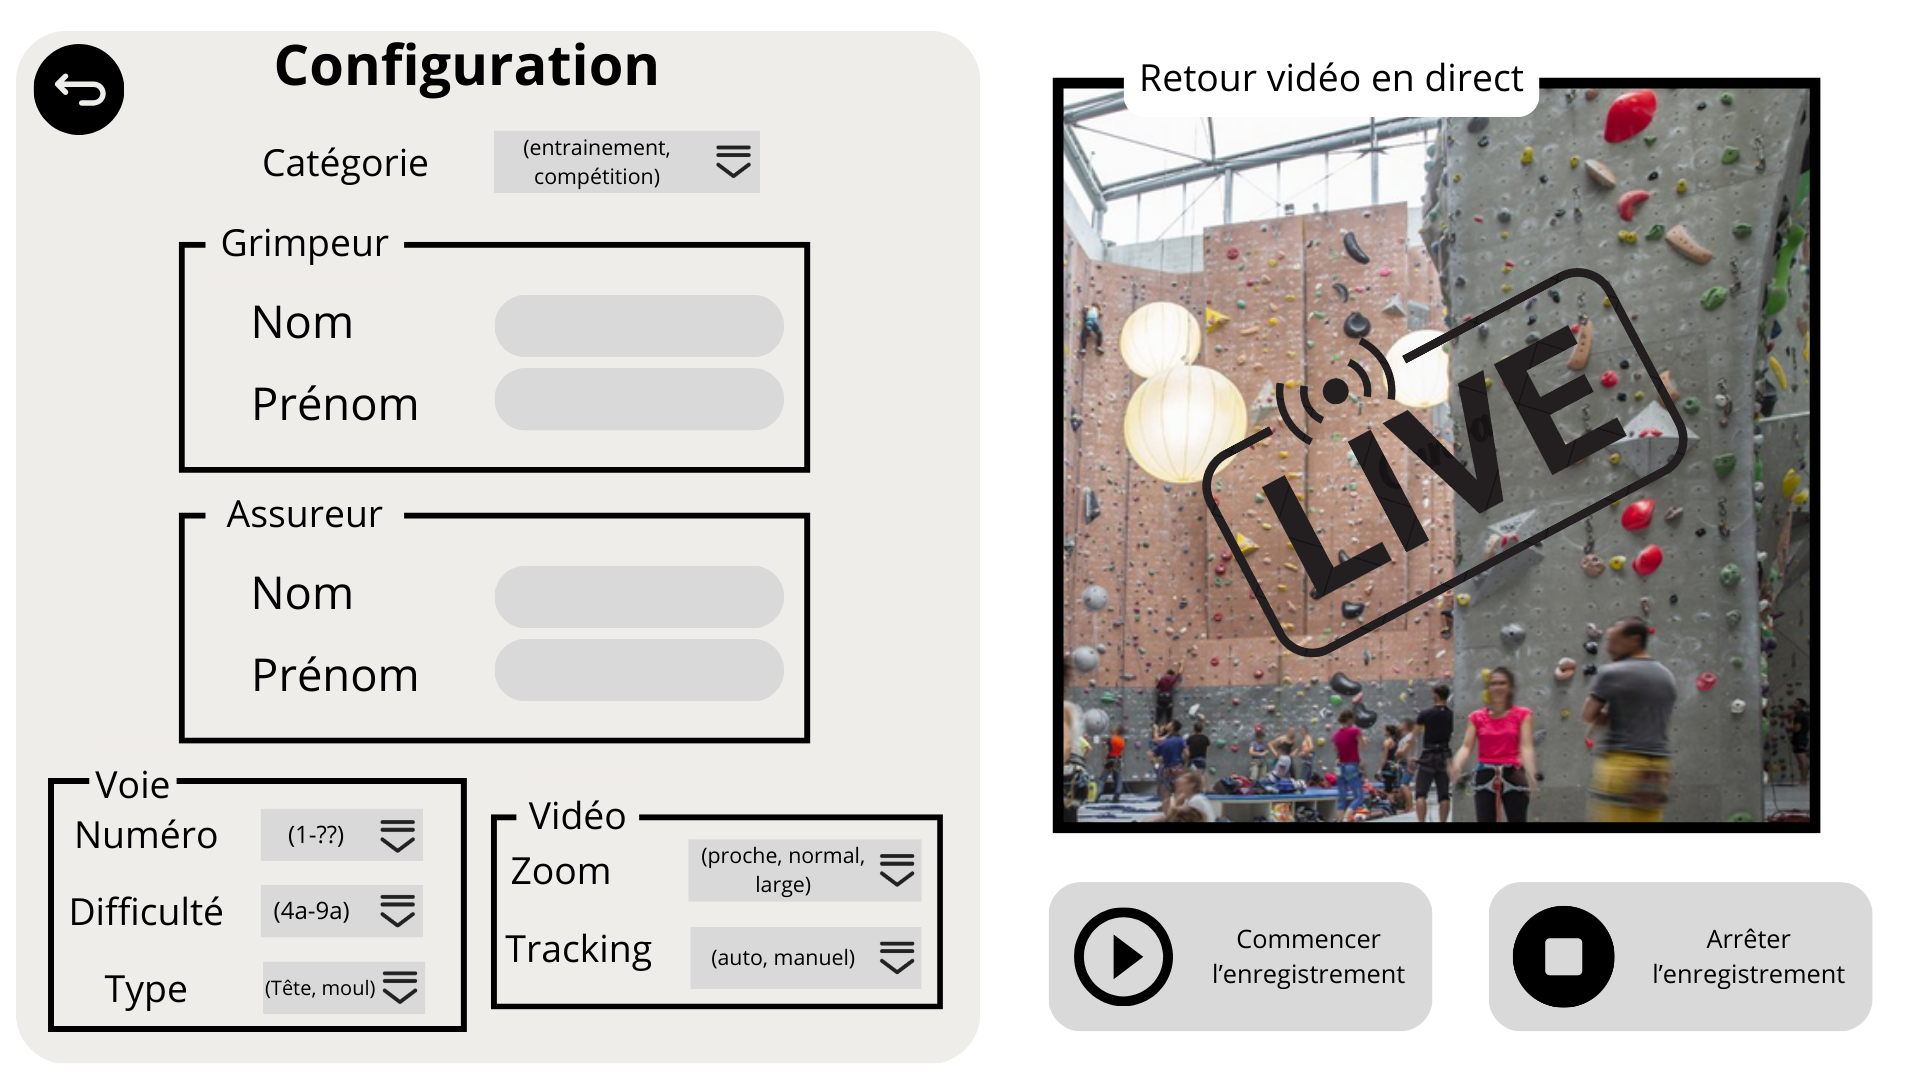 Configuration
Catégorie
(entrainement,
compétition)
Grimpeur
Nom
Prénom
Assureur
Nom
Prénom
Voie
Numéro
(1-??)
Difficulté
(4a-9a)
Type
(Tête, moul)
Vidéo
Zoom
(proche, normal,
large)
Tracking
(auto, manuel)
Retour vidéo en direct
LIVE
Commencer
l’enregistrement
Arrêter
l’enregistrement